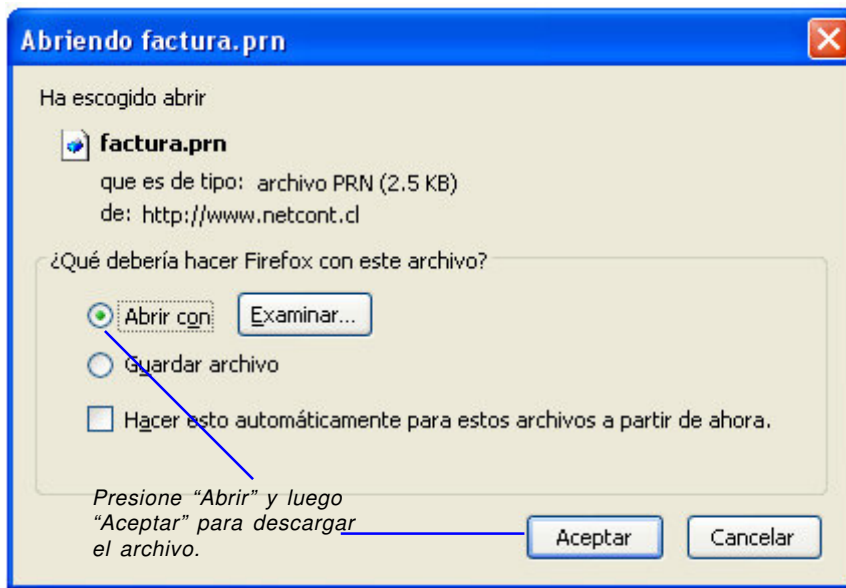 Abriendo factura.prn
Ha escogido abrir
factura.prn
que es de tipo: archivo PRN (2.5 KB)
de: http://www.netcont.cl
¿Qué debería hacer Firefox con este archivo?
Abrir con Examinar...
Guardar archivo
Hacer esto automáticamente para estos archivos a partir de ahora.
Presione “Abrir” y luego
“Aceptar” para descargar
el archivo.
Aceptar Cancelar